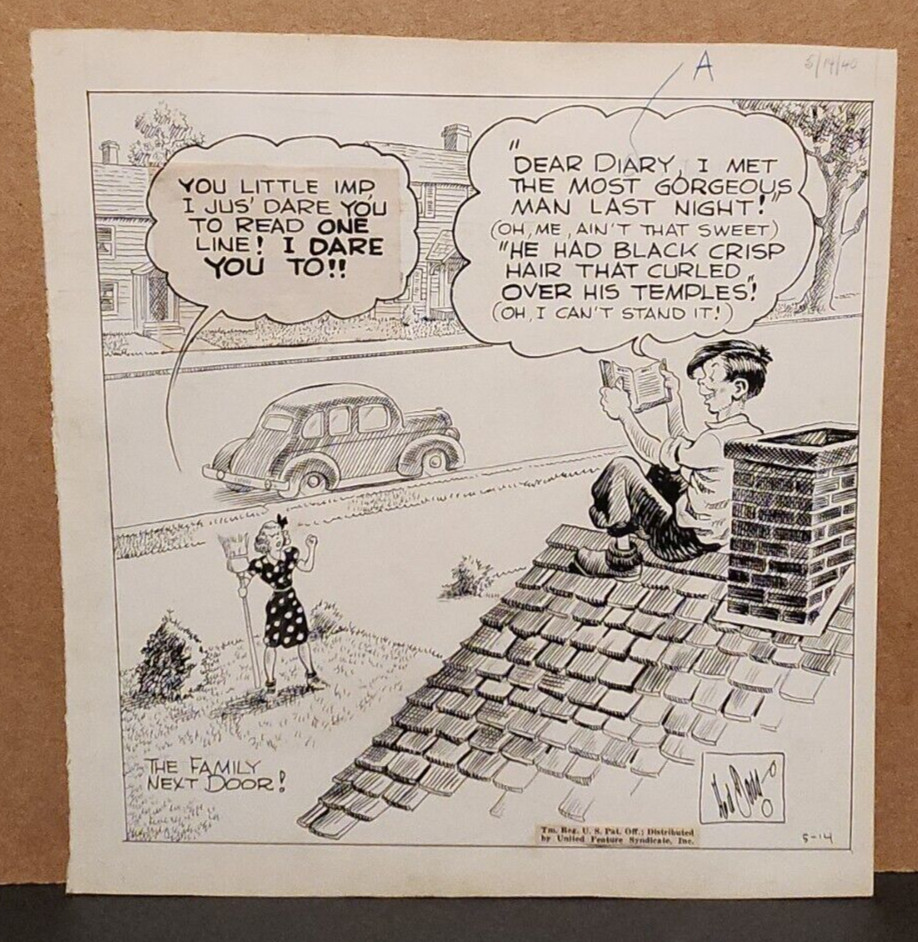 A
5/14/40
YOU LITTLE IMP,
I JUS' DARE YOU
TO READ ONE
LINE! I DARE
YOU TO!!
"DEAR DIARY, I MET
THE MOST GORGEOUS
MAN LAST NIGHT!"
(OH, ME, AIN'T THAT SWEET)
"HE HAD BLACK CRISP
HAIR THAT CURLED
OVER HIS TEMPLES"!
(OH, I CAN'T STAND IT!)
THE FAMILY
NEXT DOOR!
Tm. Reg. U. S. Pat. Off.; Distributed
by United Feature Syndicate, Inc.
5-14